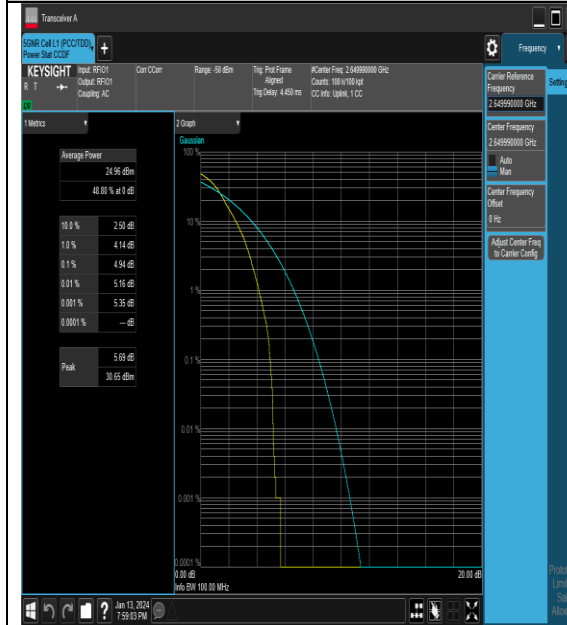 Transceiver A
5GNR Cell L1 (PCC/TDD),
Power Stat CCDF
+
Frequency
KEYSIGHT
R T
LV
Input: RFIO1
Output: RFIO1
Coupling: AC
Corr CCorr
Range: -50 dBm
Trig: Prot Frame
Aligned
Trig Delay: 4.450 ms
#Center Freq: 2.649990000 GHz
Counts: 100 k/100 kpt
CC Info: Uplink, 1 CC
Carrier Reference
Frequency
2.649990000 GHz
Center Frequency
2.649990000 GHz
Auto
Man
Center Frequency
Offset
0 Hz
Adjust Center Freq
to Carrier Config
Setting
1 Metrics
Average Power
24.96 dBm
48.80 % at 0 dB
10.0 % 2.50 dB
1.0 % 4.14 dB
0.1 % 4.94 dB
0.01 % 5.16 dB
0.001 % 5.35 dB
0.0001 % --- dB
Peak
5.69 dB
30.65 dBm
2 Graph
Gaussian
100 %
10 %
1 %
0.1 %
0.01 %
0.001 %
0.0001 %
0.00 dB
20.00 dB
Info BW 100.00 MHz
Jan 13, 2024
7:59:03 PM
?